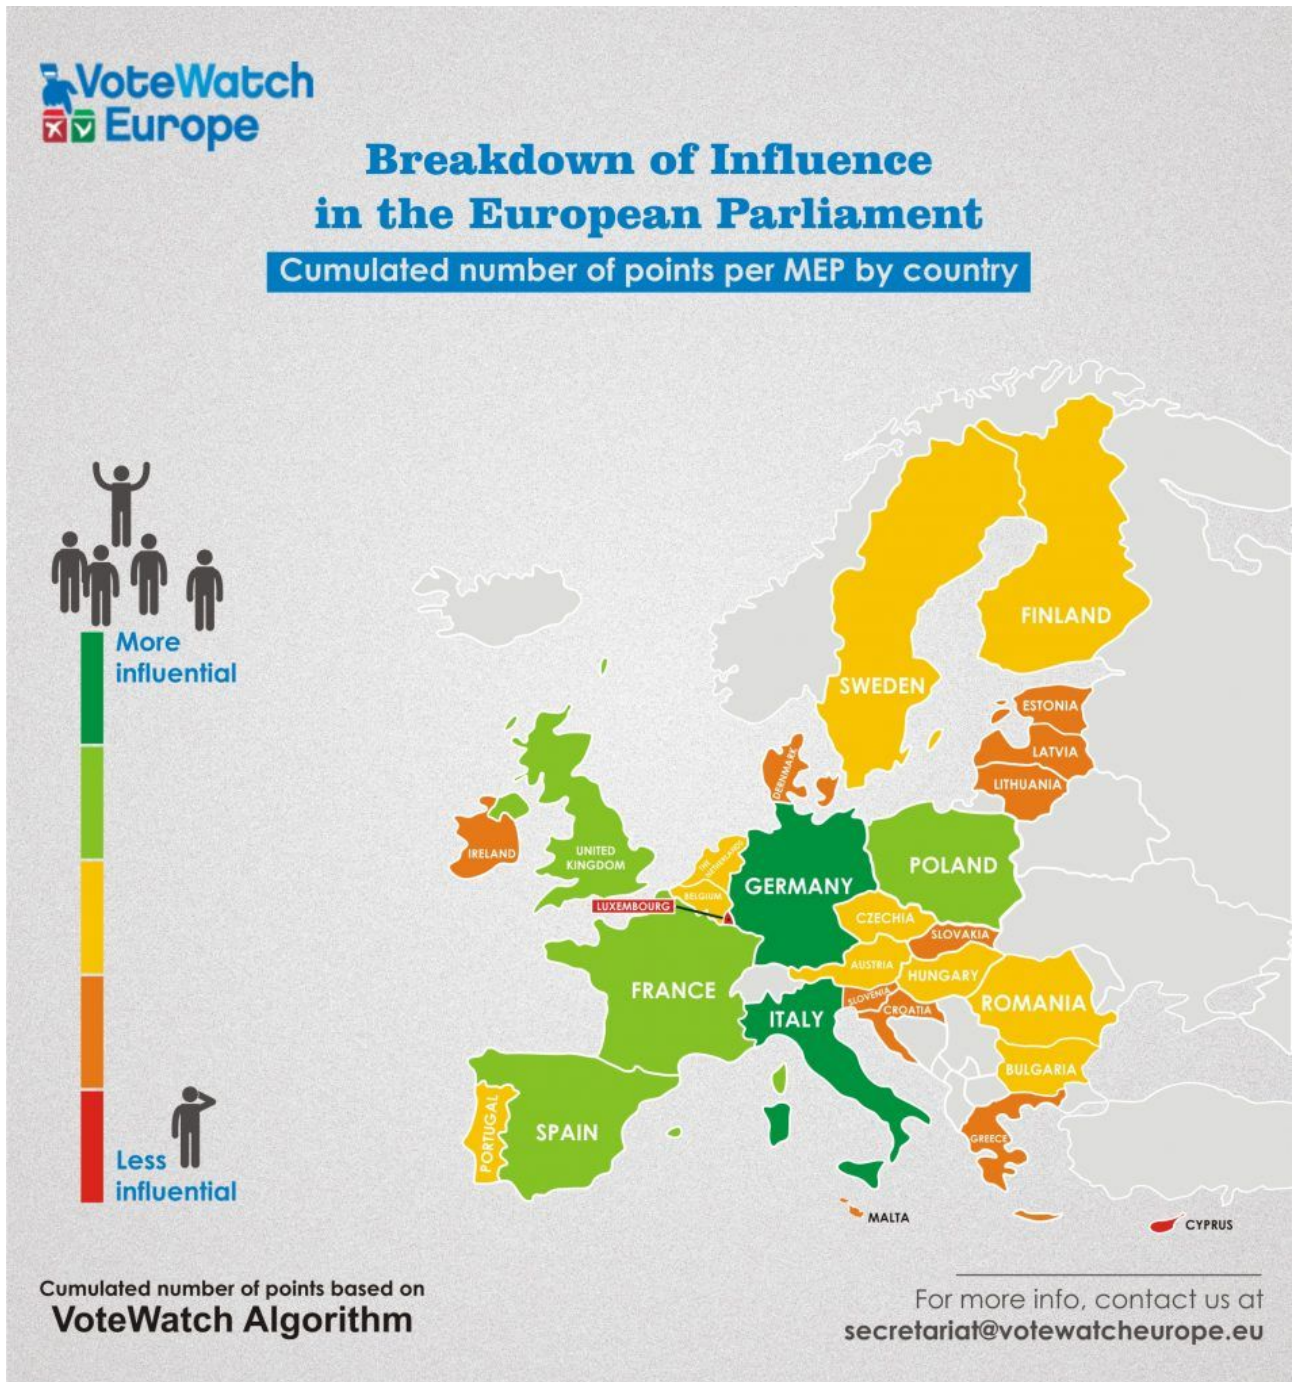 VoteWatch
Europe
Breakdown of Influence
in the European Parliament
Cumulated number of points per MEP by country
More
influential
Less
influential
FINLAND
SWEDEN
ESTONIA
LATVIA
LITHUANIA
DERNMARK
IRELAND
UNITED
KINGDOM
THE
NETHERLANDS
BELGIUM
LUXEMBOURG
GERMANY
POLAND
CZECHIA
SLOVAKIA
AUSTRIA
HUNGARY
FRANCE
SLOVENIA
CROATIA
ROMANIA
ITALY
BULGARIA
PORTUGAL
SPAIN
GREECE
MALTA
CYPRUS
Cumulated number of points based on
VoteWatch Algorithm
For more info, contact us at
secretariat@votewatcheurope.eu